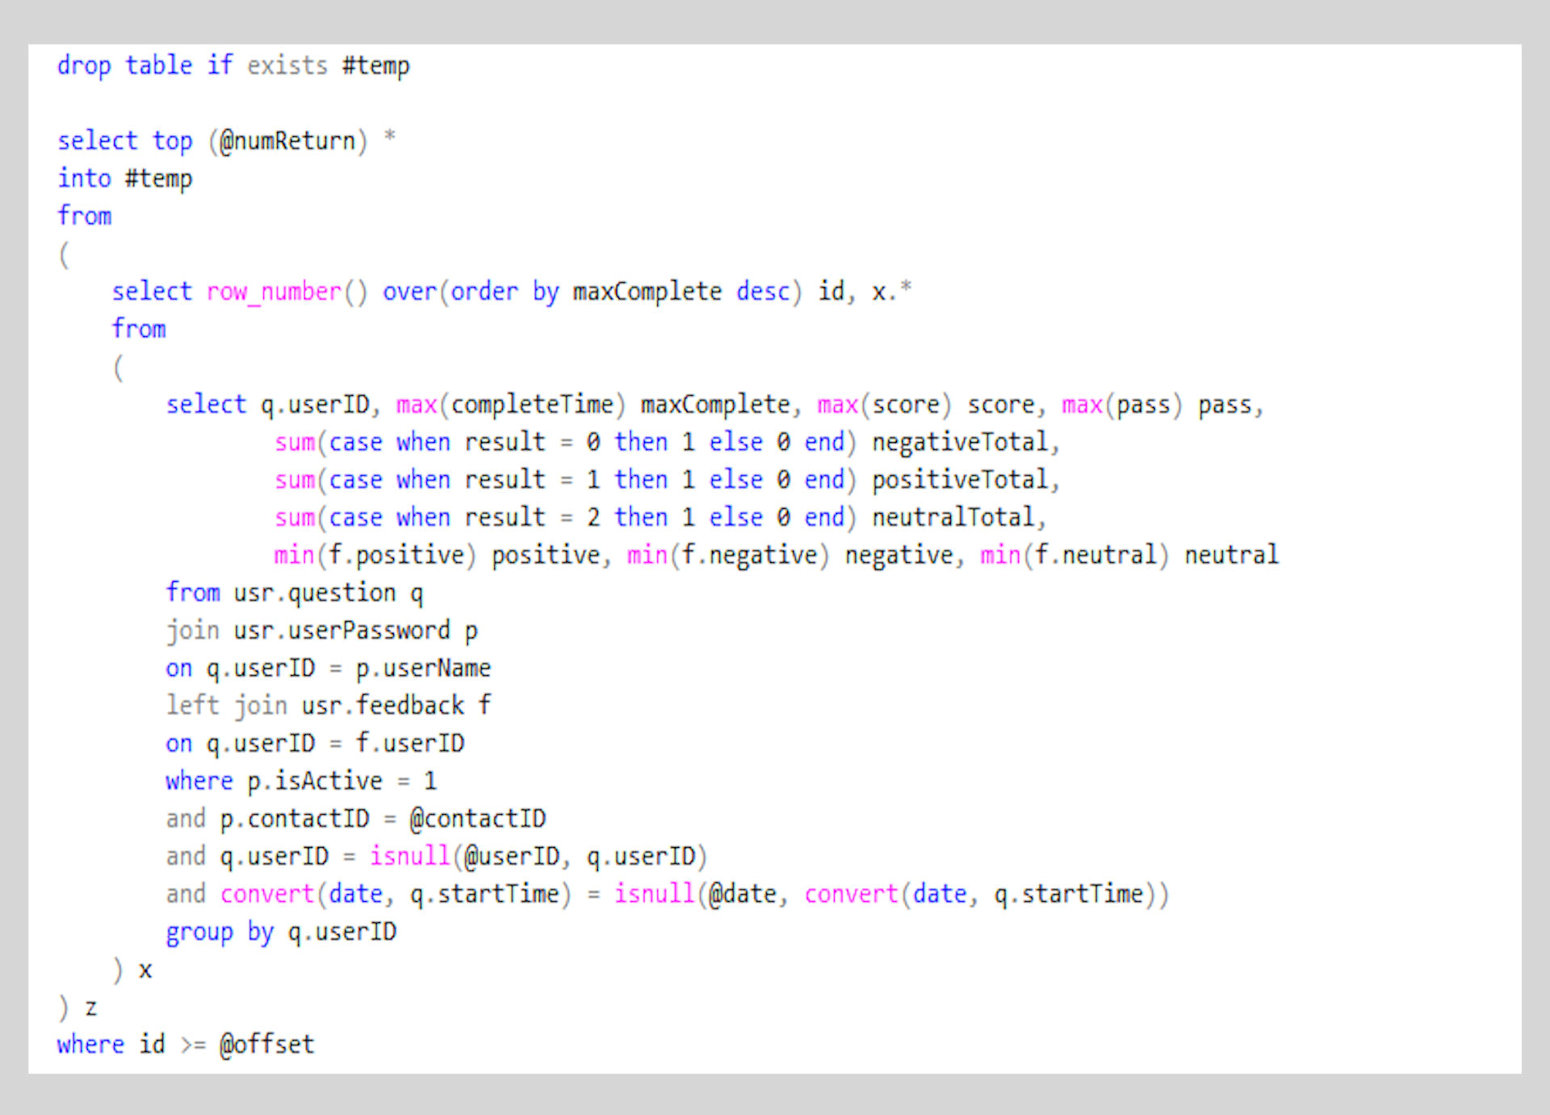 drop table if exists #temp
select top (@numReturn) *
into #temp
from
(
select row_number() over(order by maxComplete desc) id, x.*
from
(
select q.userID, max(completeTime) maxComplete, max(score) score, max(pass) pass,
sum(case when result = 0 then 1 else 0 end) negativeTotal,
sum(case when result = 1 then 1 else 0 end) positiveTotal,
sum(case when result = 2 then 1 else 0 end) neutralTotal,
min(f.positive) positive, min(f.negative) negative, min(f.neutral) neutral
from usr.question q
join usr.userPassword p
on q.userID = p.userName
left join usr.feedback f
on q.userID = f.userID
where p.isActive = 1
and p.contactID = @contactID
and q.userID = isnull(@userID, q.userID)
and convert(date, q.startTime) = isnull(@date, convert(date, q.startTime))
group by q.userID
) x
) z
where id >= @offset